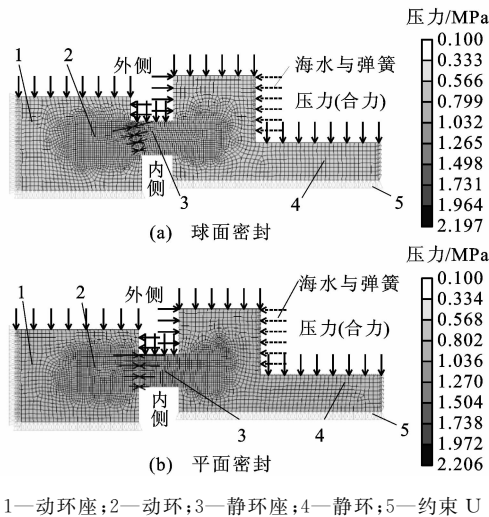 压力/MPa
1
2
外侧
海水与弹簧
压力(合力)
内侧
3
4
5
0.100
0.333
0.566
0.799
1.032
1.265
1.498
1.731
1.964
2.197
(a) 球面密封
压力/MPa
1
2
外侧
海水与弹簧
压力(合力)
内侧
3
4
5
0.100
0.334
0.568
0.802
1.036
1.270
1.504
1.738
1.972
2.206
(b) 平面密封
1—动环座;2—动环;3—静环座;4—静环;5—约束 U